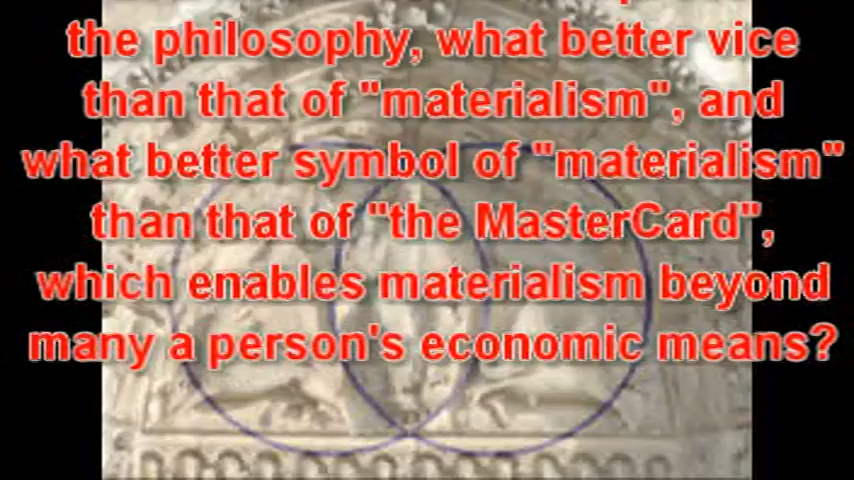 the philosophy, what better vice
than that of "materialism", and
what better symbol of "materialism"
than that of "the MasterCard",
which enables materialism beyond
many a person's economic means?